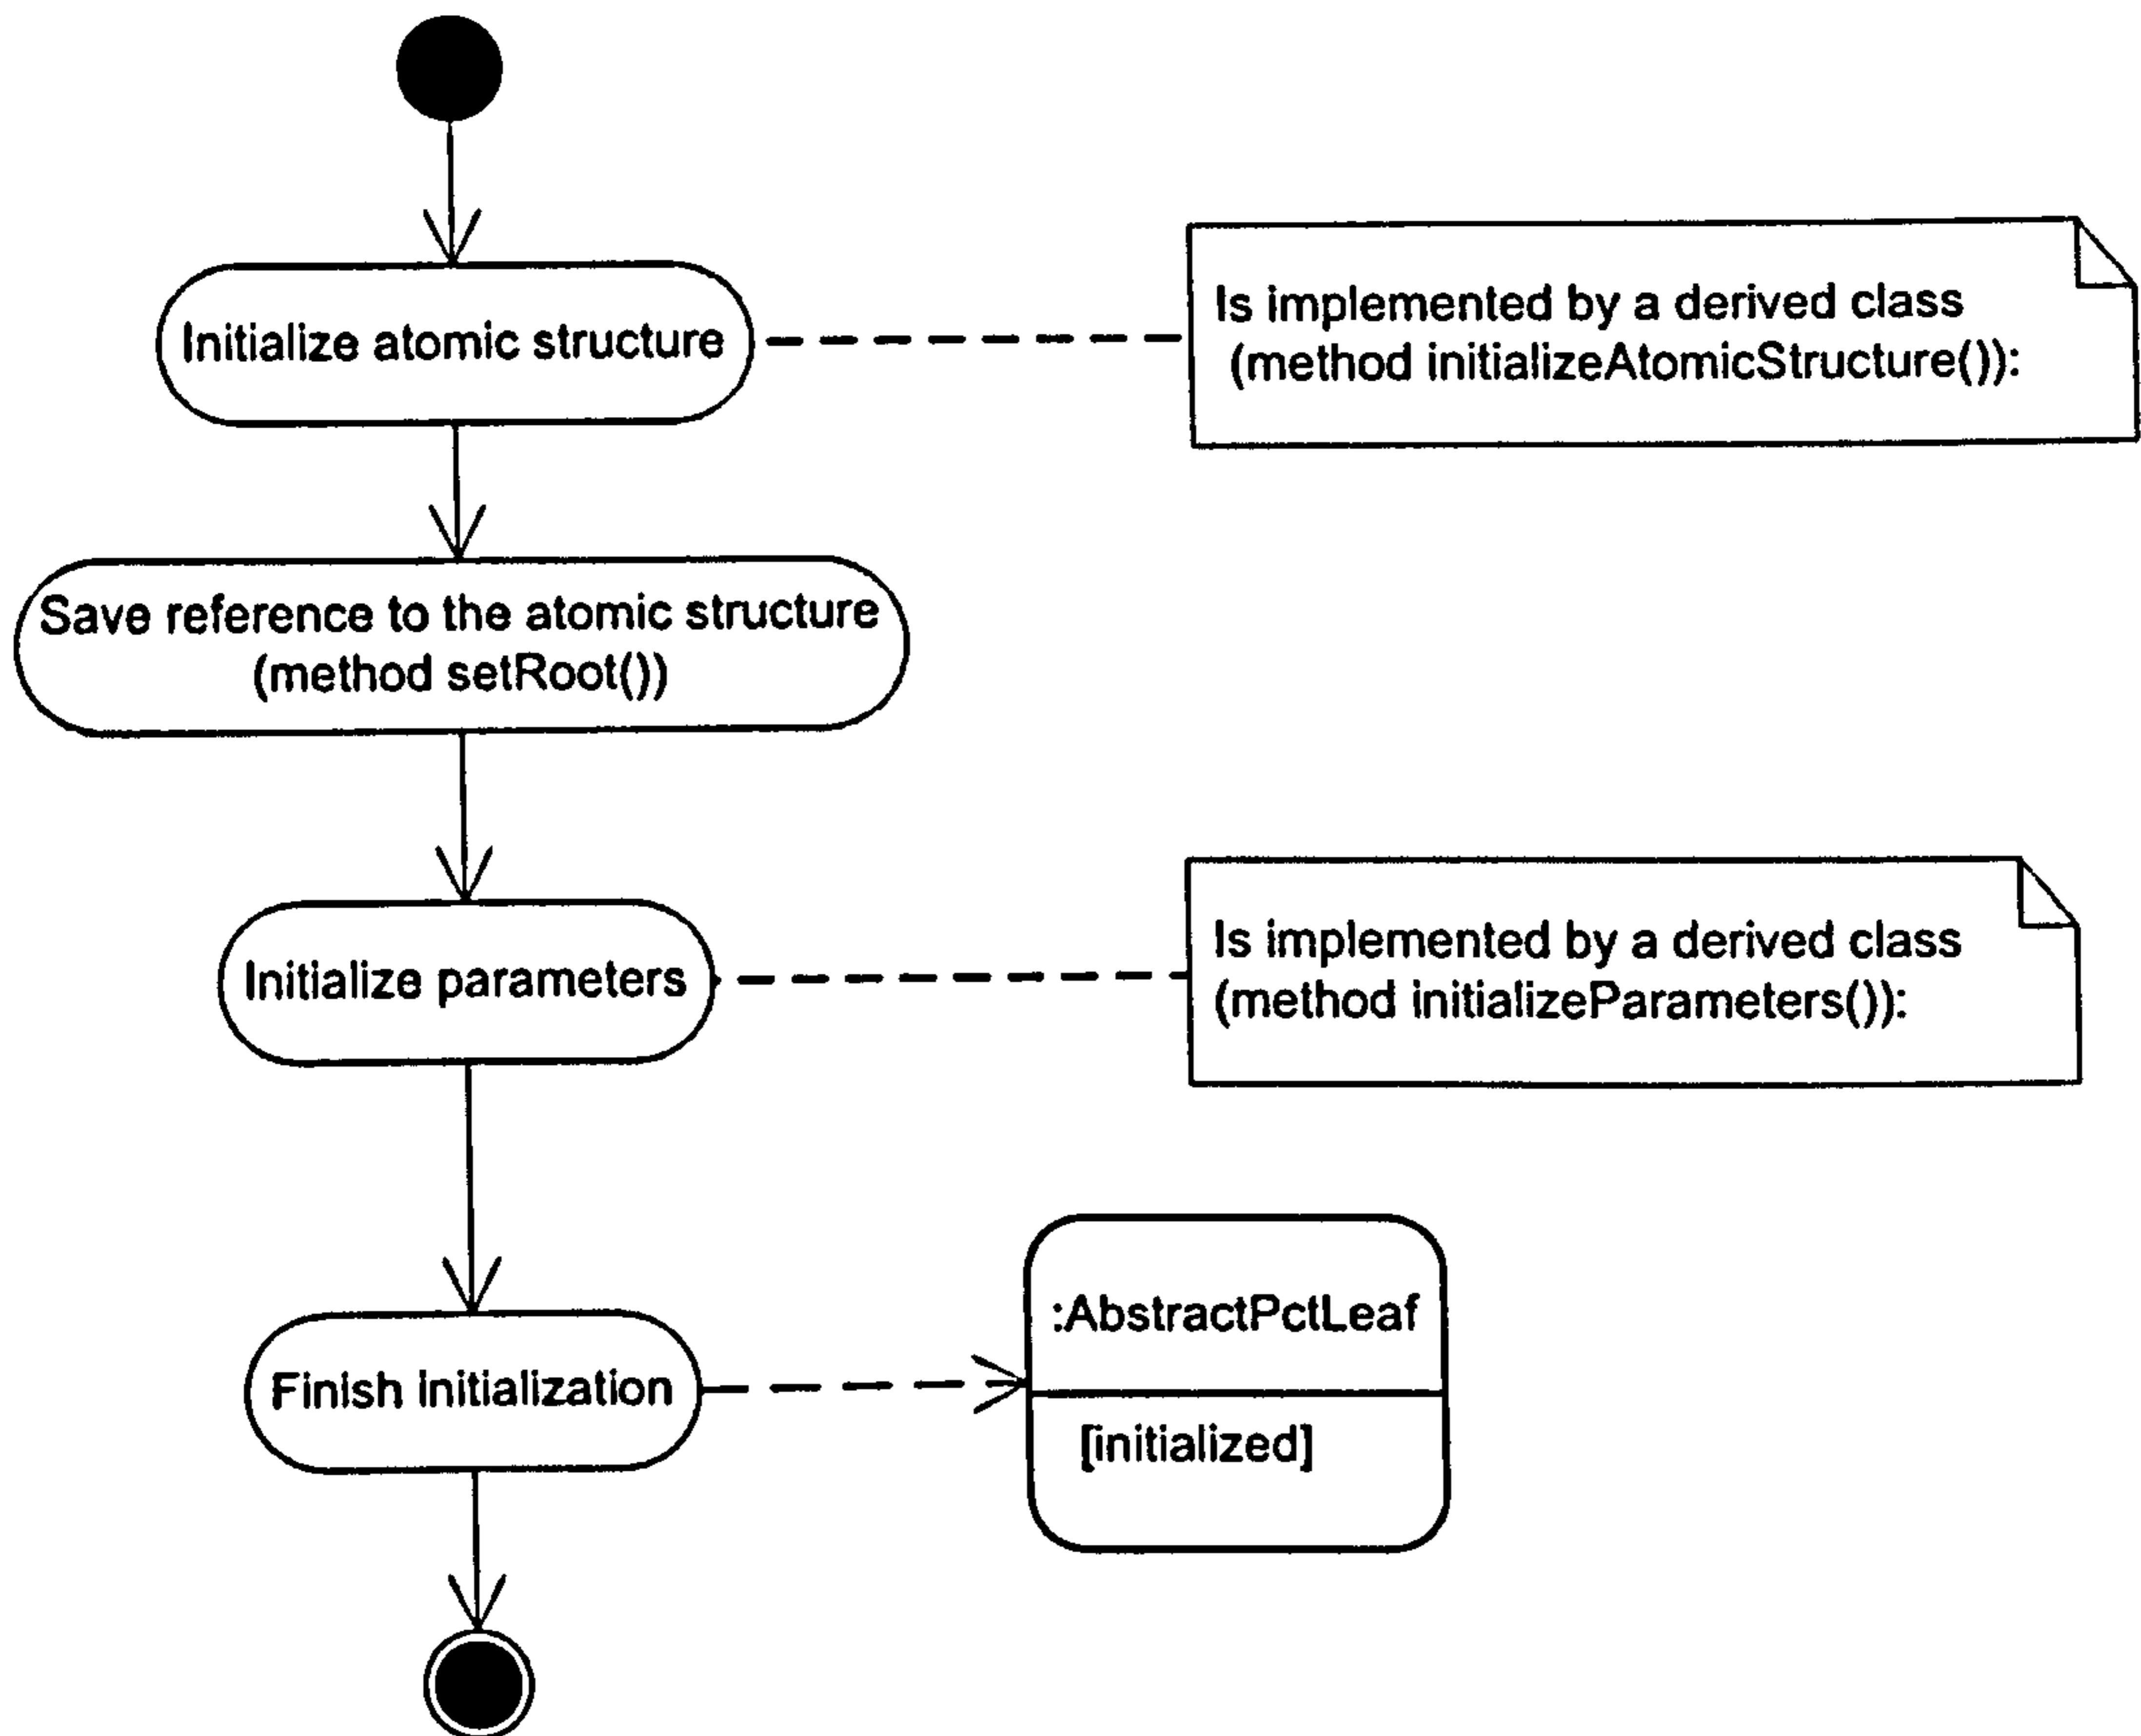 Initialize atomic structure
Is implemented by a derived class
(method initializeAtomicStructure()):
Save reference to the atomic structure
(method setRoot())
Initialize parameters
Is implemented by a derived class
(method initializeParameters()):
Finish initialization
:AbstractPctLeaf
[initialized]